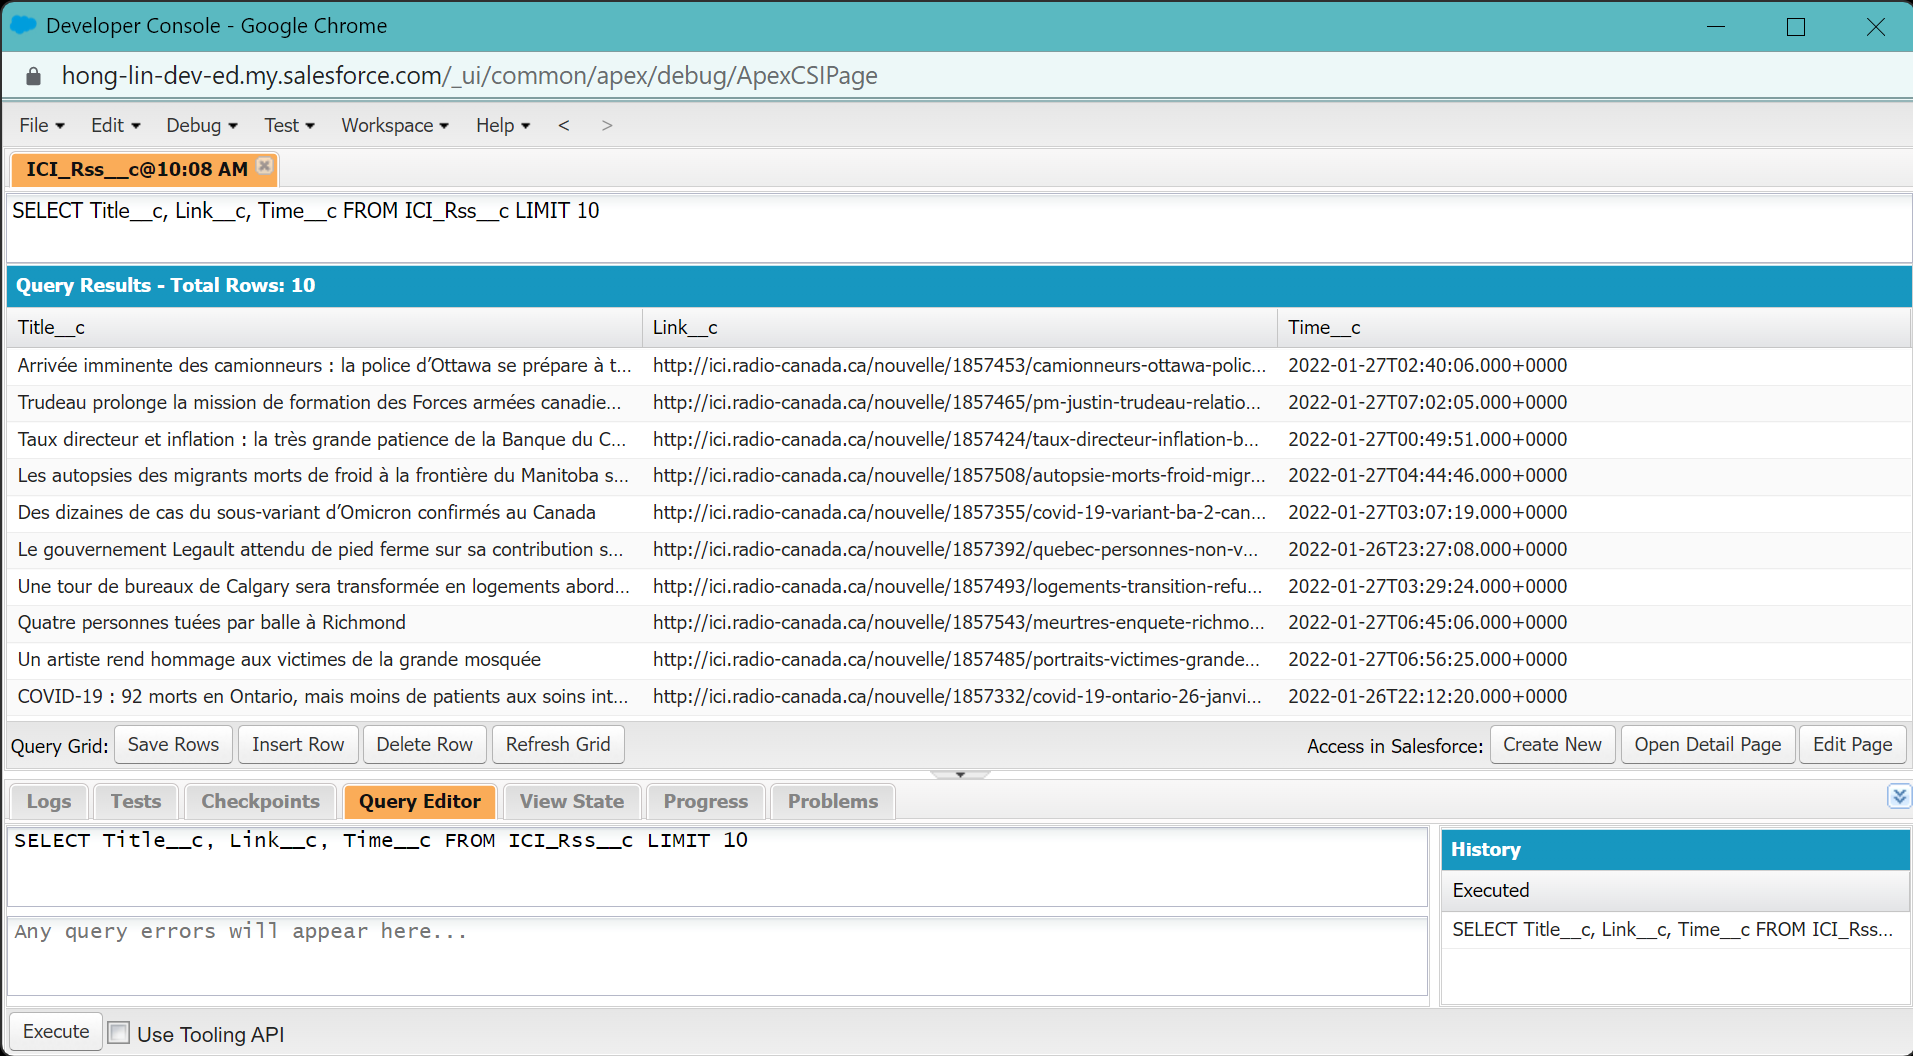 Developer Console - Google Chrome
hong-lin-dev-ed.my.salesforce.com/_ui/common/apex/debug/ApexCSIPage
File Edit Debug Test Workspace Help < >
ICI_Rss__c@10:08 AM
SELECT Title__c, Link__c, Time__c FROM ICI_Rss__c LIMIT 10
Query Results - Total Rows: 10
Title__c Link__c Time__c
Arrivée imminente des camionneurs : la police d’Ottawa se prépare à t... http://ici.radio-canada.ca/nouvelle/1857453/camionneurs-ottawa-polic... 2022-01-27T02:40:06.000+0000
Trudeau prolonge la mission de formation des Forces armées canadie... http://ici.radio-canada.ca/nouvelle/1857465/pm-justin-trudeau-relatio... 2022-01-27T07:02:05.000+0000
Taux directeur et inflation : la très grande patience de la Banque du C... http://ici.radio-canada.ca/nouvelle/1857424/taux-directeur-inflation-b... 2022-01-27T00:49:51.000+0000
Les autopsies des migrants morts de froid à la frontière du Manitoba s... http://ici.radio-canada.ca/nouvelle/1857508/autopsie-morts-froid-migr... 2022-01-27T04:44:46.000+0000
Des dizaines de cas du sous-variant d’Omicron confirmés au Canada http://ici.radio-canada.ca/nouvelle/1857355/covid-19-variant-ba-2-can... 2022-01-27T03:07:19.000+0000
Le gouvernement Legault attendu de pied ferme sur sa contribution s... http://ici.radio-canada.ca/nouvelle/1857392/quebec-personnes-non-v... 2022-01-26T23:27:08.000+0000
Une tour de bureaux de Calgary sera transformée en logements abord... http://ici.radio-canada.ca/nouvelle/1857493/logements-transition-refu... 2022-01-27T03:29:24.000+0000
Quatre personnes tuées par balle à Richmond http://ici.radio-canada.ca/nouvelle/1857543/meurtres-enquete-richmo... 2022-01-27T06:45:06.000+0000
Un artiste rend hommage aux victimes de la grande mosquée http://ici.radio-canada.ca/nouvelle/1857485/portraits-victimes-grande... 2022-01-27T06:56:25.000+0000
COVID-19 : 92 morts en Ontario, mais moins de patients aux soins int... http://ici.radio-canada.ca/nouvelle/1857332/covid-19-ontario-26-janvi... 2022-01-26T22:12:20.000+0000
Query Grid: Save Rows Insert Row Delete Row Refresh Grid Access in Salesforce: Create New Open Detail Page Edit Page
Logs Tests Checkpoints Query Editor View State Progress Problems
SELECT Title__c, Link__c, Time__c FROM ICI_Rss__c LIMIT 10
Any query errors will appear here...
History
Executed
SELECT Title__c, Link__c, Time__c FROM ICI_Rss...
Execute Use Tooling API